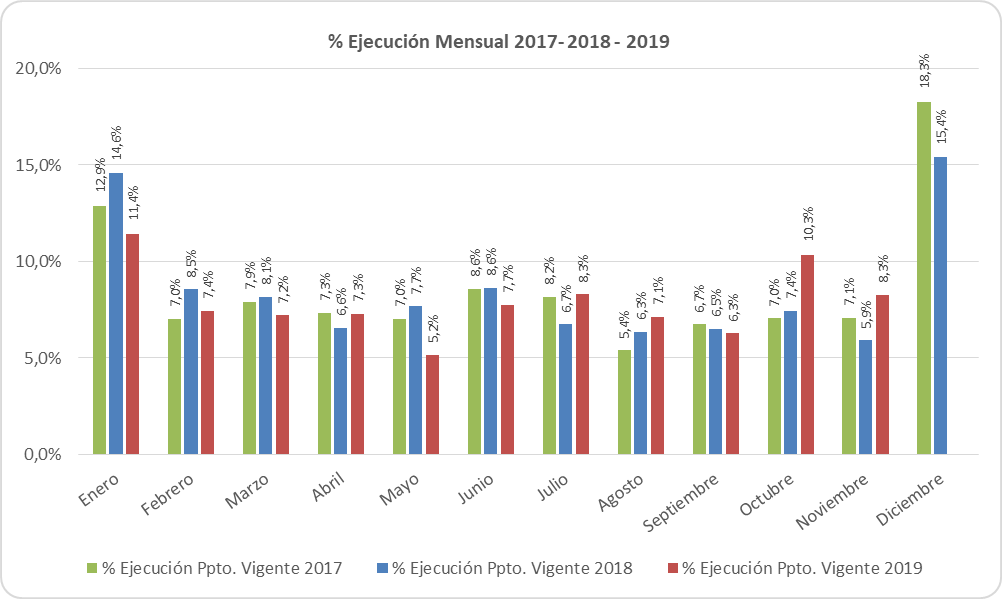 % Ejecución Mensual 2017- 2018 - 2019
20,0%
15,0%
10,0%
5,0%
0,0%
12,9%
14,6%
11,4%
7,0%
8,5%
7,4%
7,9%
8,1%
7,2%
7,3%
6,6%
7,3%
7,0%
7,7%
5,2%
8,6%
8,6%
7,7%
8,2%
6,7%
8,3%
5,4%
6,3%
7,1%
6,7%
6,5%
6,3%
7,0%
7,4%
10,3%
7,1%
5,9%
8,3%
18,3%
15,4%
Enero
Febrero
Marzo
Abril
Mayo
Junio
Julio
Agosto
Septiembre
Octubre
Noviembre
Diciembre
% Ejecución Ppto. Vigente 2017
% Ejecución Ppto. Vigente 2018
% Ejecución Ppto. Vigente 2019